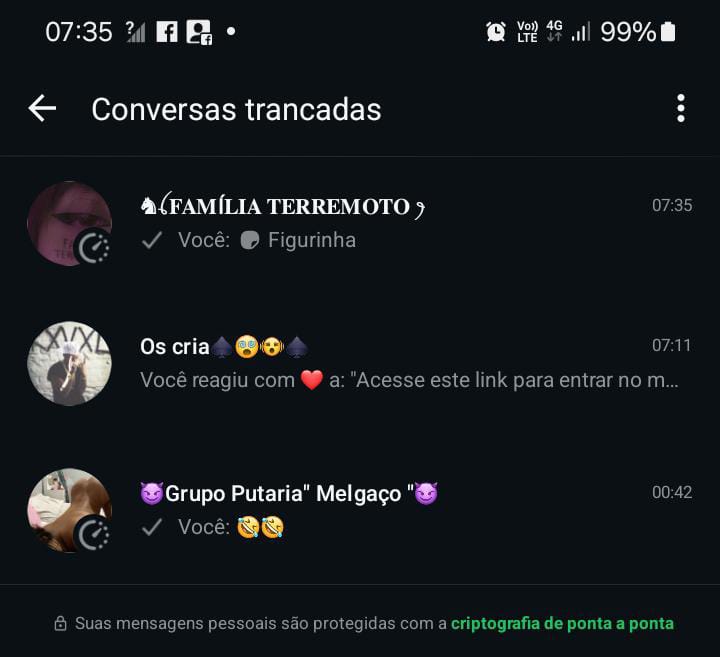 07:35 VoLTE 4G 99%
Conversas trancadas
FAMÍLIA TERREMOTO 07:35
Você: Figurinha
Os cria♠️😵‍💫🫨♠️ 07:11
Você reagiu com ❤️ a: "Acesse este link para entrar no m...
😈Grupo Putaria" Melgaço "😈 00:42
Você: 🤣🤣
Suas mensagens pessoais são protegidas com a criptografia de ponta a ponta